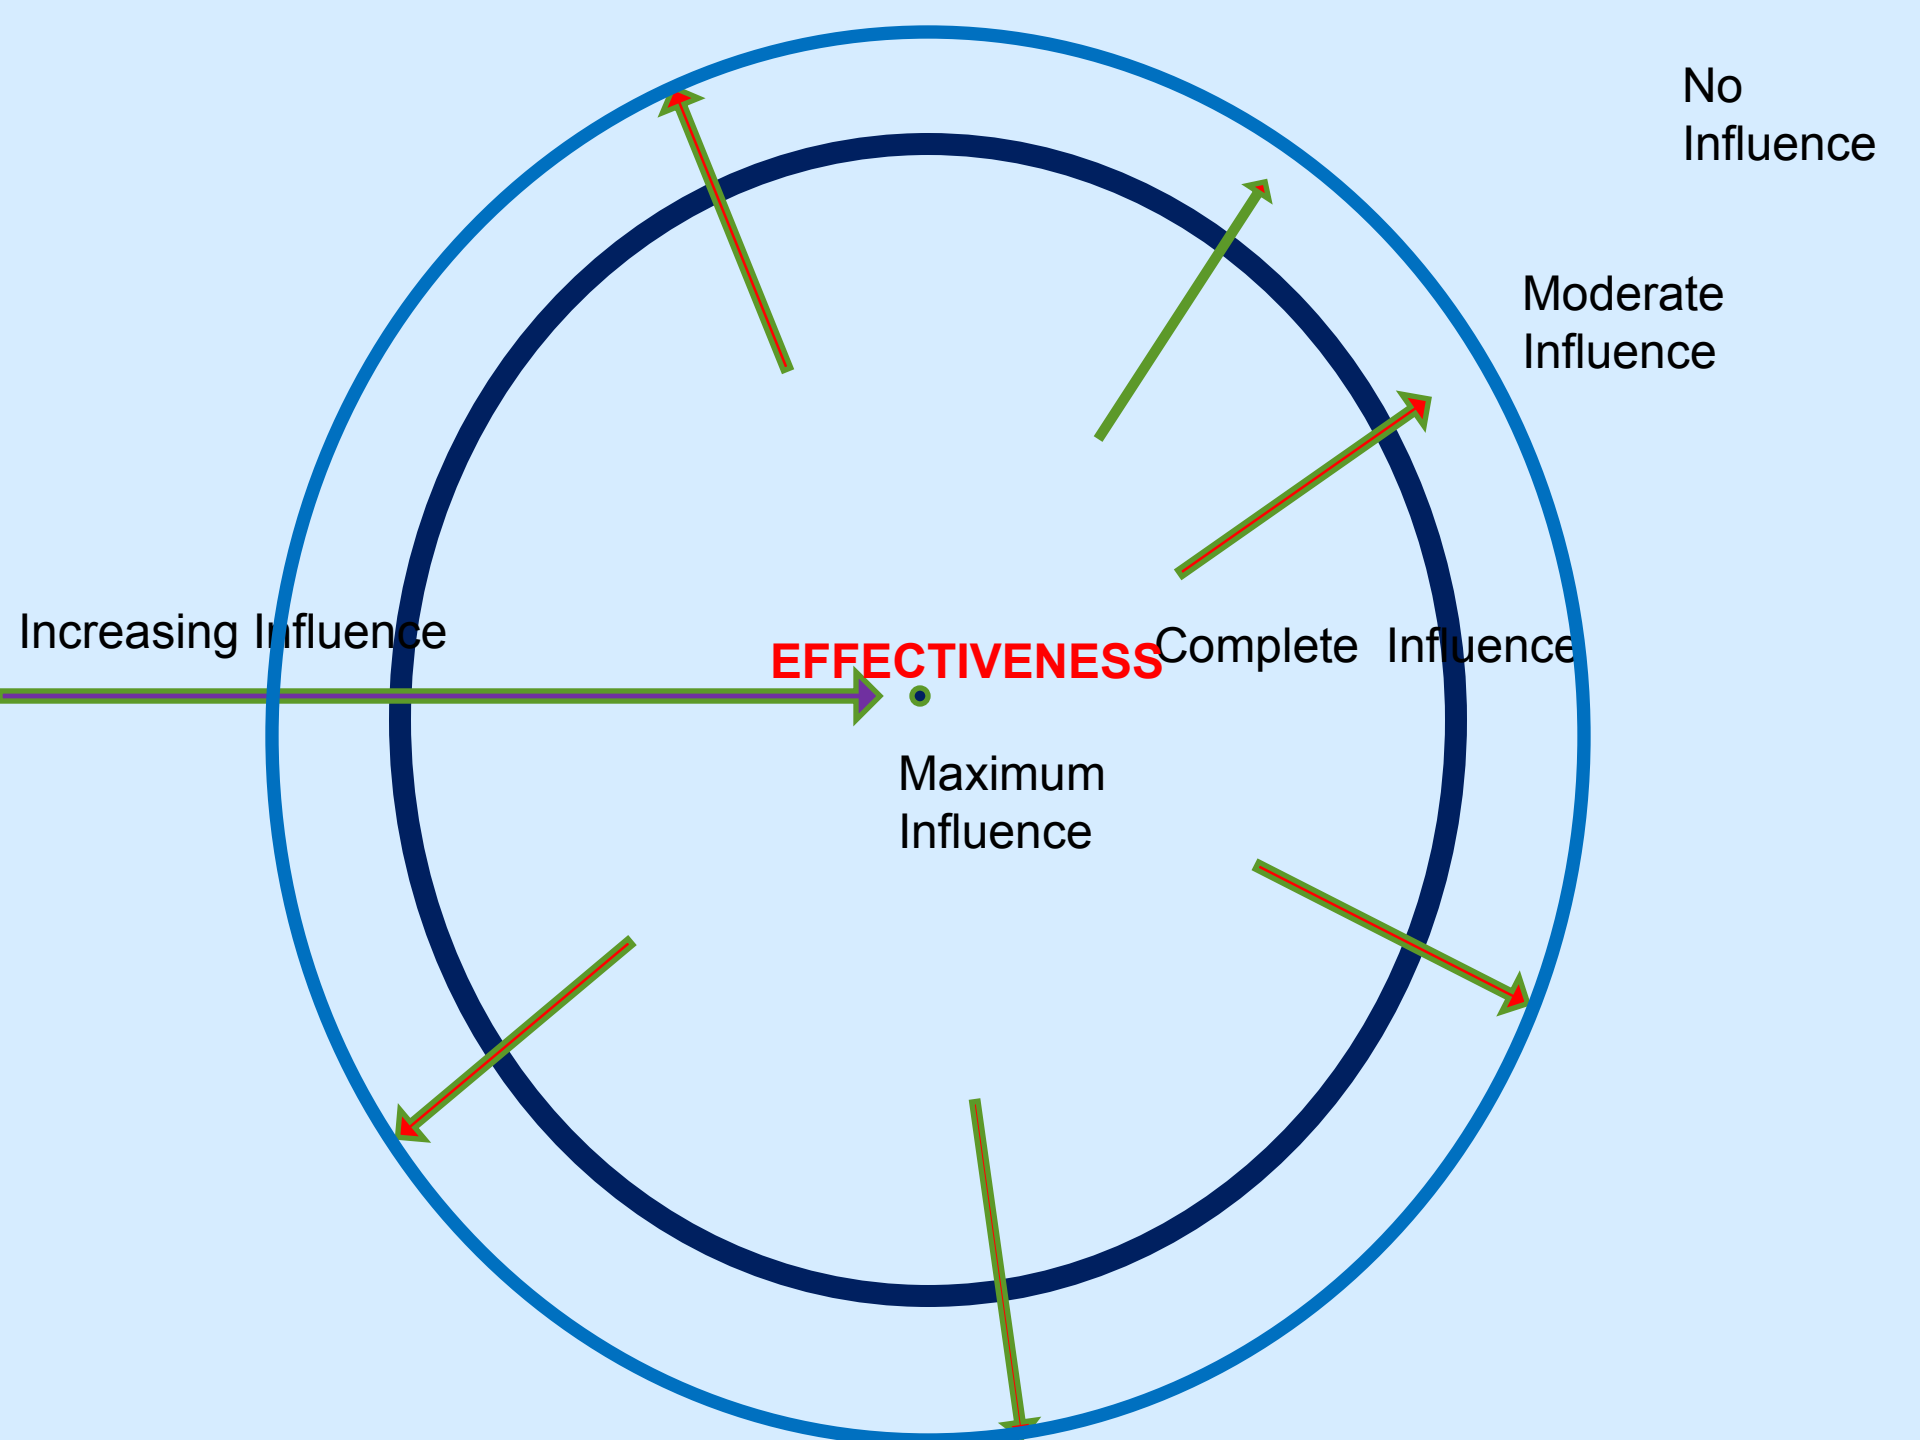 No
Influence
Moderate
Influence
Increasing Influence
EFFECTIVENESS
Complete  Influence
Maximum
Influence